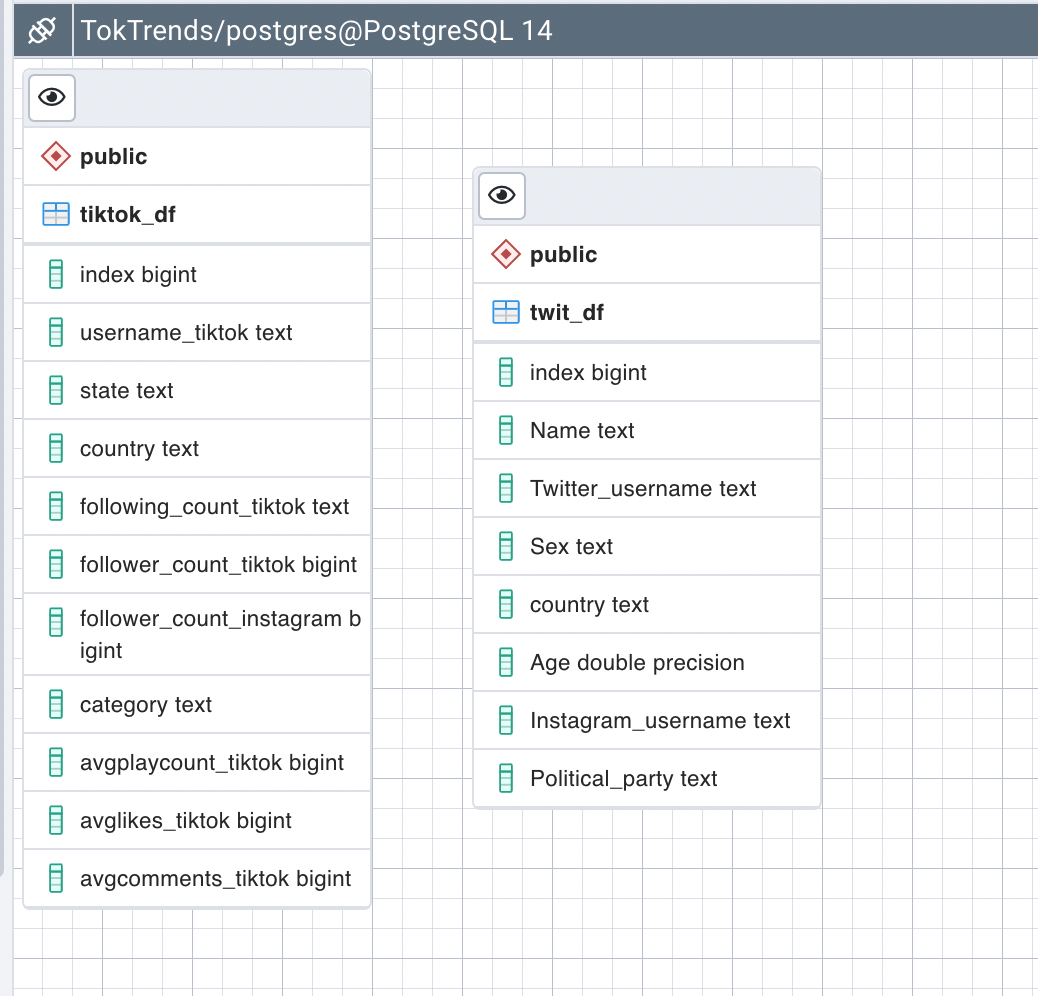 TokTrends/postgres@PostgreSQL 14
public
tiktok_df
index bigint
username_tiktok text
state text
country text
following_count_tiktok text
follower_count_tiktok bigint
follower_count_instagram b
igint
category text
avgplaycount_tiktok bigint
avglikes_tiktok bigint
avgcomments_tiktok bigint
public
twit_df
index bigint
Name text
Twitter_username text
Sex text
country text
Age double precision
Instagram_username text
Political_party text